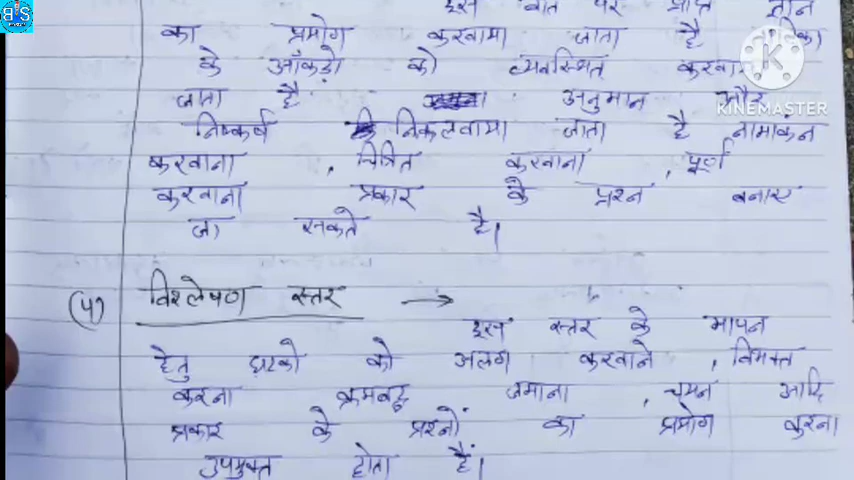 इस बात पर प्राप्त ज्ञान
का प्रयोग करवाया जाता है
के आँकड़ो को व्यवस्थित करवा
जाता है। अनुमान और
निष्कर्ष निकलवाया जाता है नामांकन
करवाना , चित्रित करवाना , पूर्ण
करवाना प्रकार के प्रश्न बनाए
जा सकते है।
(4) विश्लेषण स्तर →
इस स्तर के मापन
हेतु घटको को अलग करवाने , विभक्त
करना क्रमबद्ध जमाना , चयन आदि
प्रकार के प्रश्नों का प्रयोग करना
उपयुक्त होता है।
K
KINEMASTER
BS